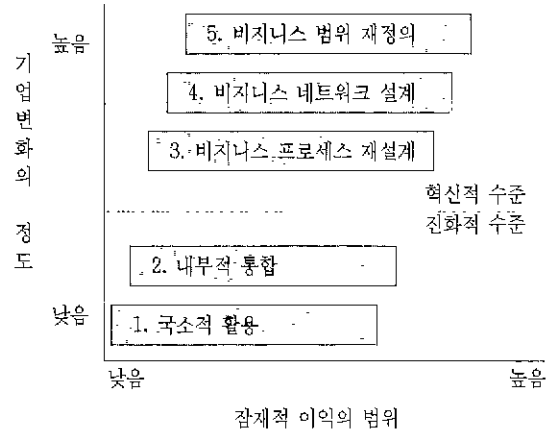 높음
기업변화의 정도
5. 비지니스 범위 재정의
4. 비지니스 네트워크 설계
3. 비지니스 프로세스 재설계
혁신적 수준
진화적 수준
2. 내부적 통합
낮음
1. 국소적 활용
낮음
높음
잠재적 이익의 범위